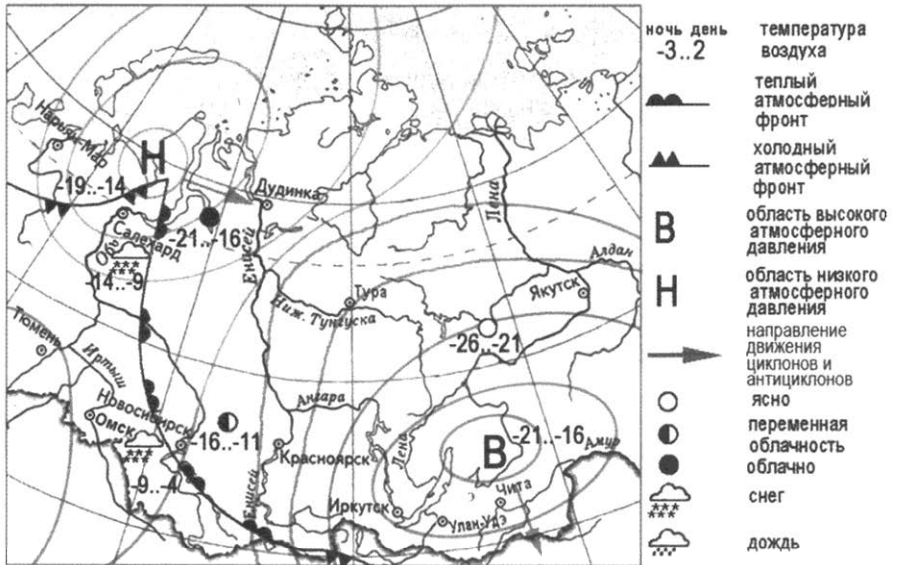 Нарьян-Мар
Н
-19..-14
Дудинка
Салехард
-21..-16
Обь
Енисей
-14..-9
Лена
Алдан
Якутск
Тура
Ниж. Тунгуска
-26..-21
Тюмень
Иртыш
Ангара
Новосибирск
Омск
-16..-11
Красноярск
Лена
В
-21..-16
Амур
-9..-4
Енисей
Иркутск
Улан-Удэ
Чита
ночь день
-3..2
температура
воздуха
теплый
атмосферный
фронт
холодный
атмосферный
фронт
В
область высокого
атмосферного
давления
Н
область низкого
атмосферного
давления
направление
движения
циклонов и
антициклонов
ясно
переменная
облачность
облачно
снег
дождь